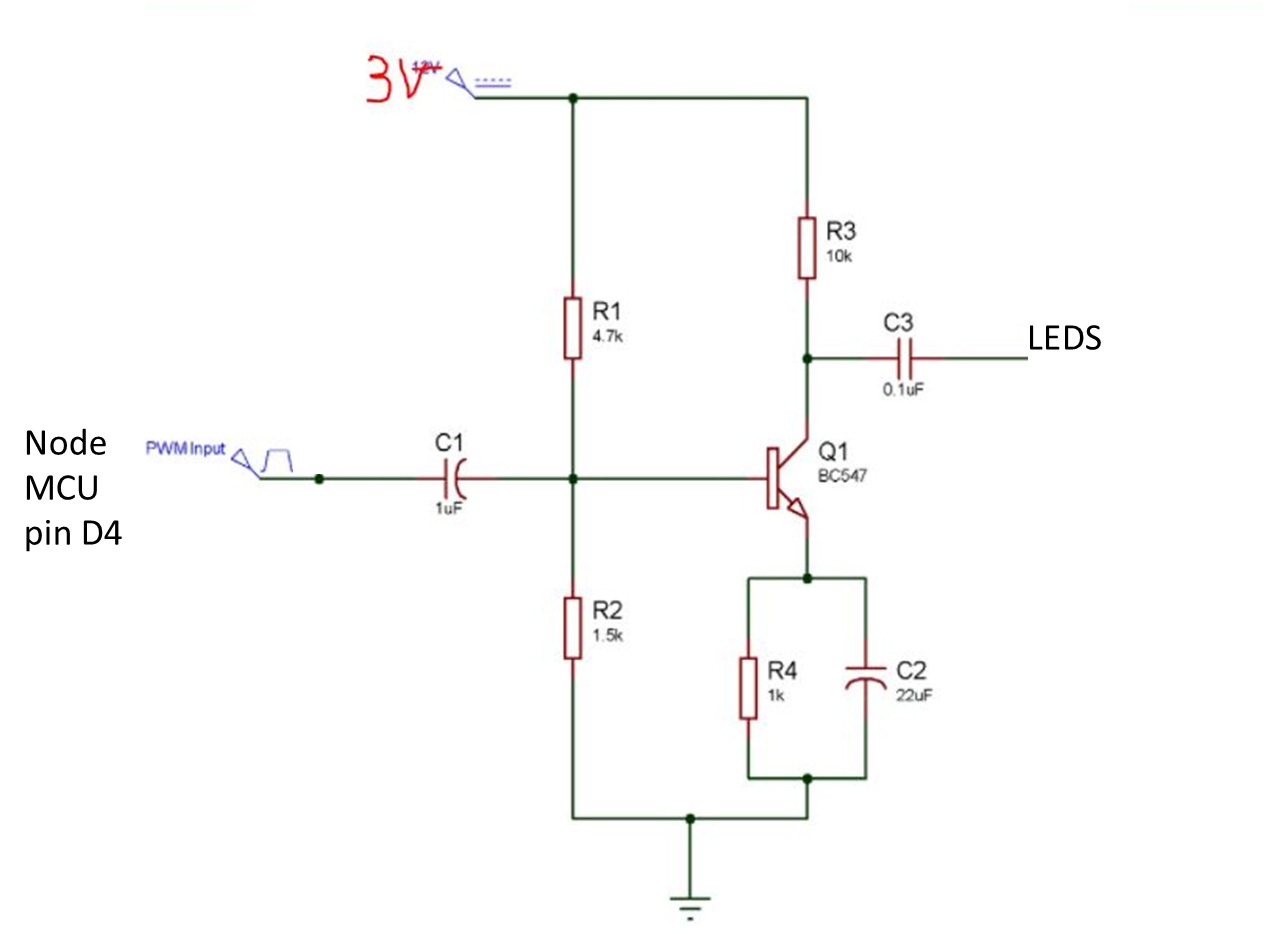 3V
12V
R3
10k
R1
4.7k
C3
LEDS
0.1uF
Node
MCU
pin D4
PWM Input
C1
1uF
Q1
BC547
R2
1.5k
R4
1k
C2
22uF